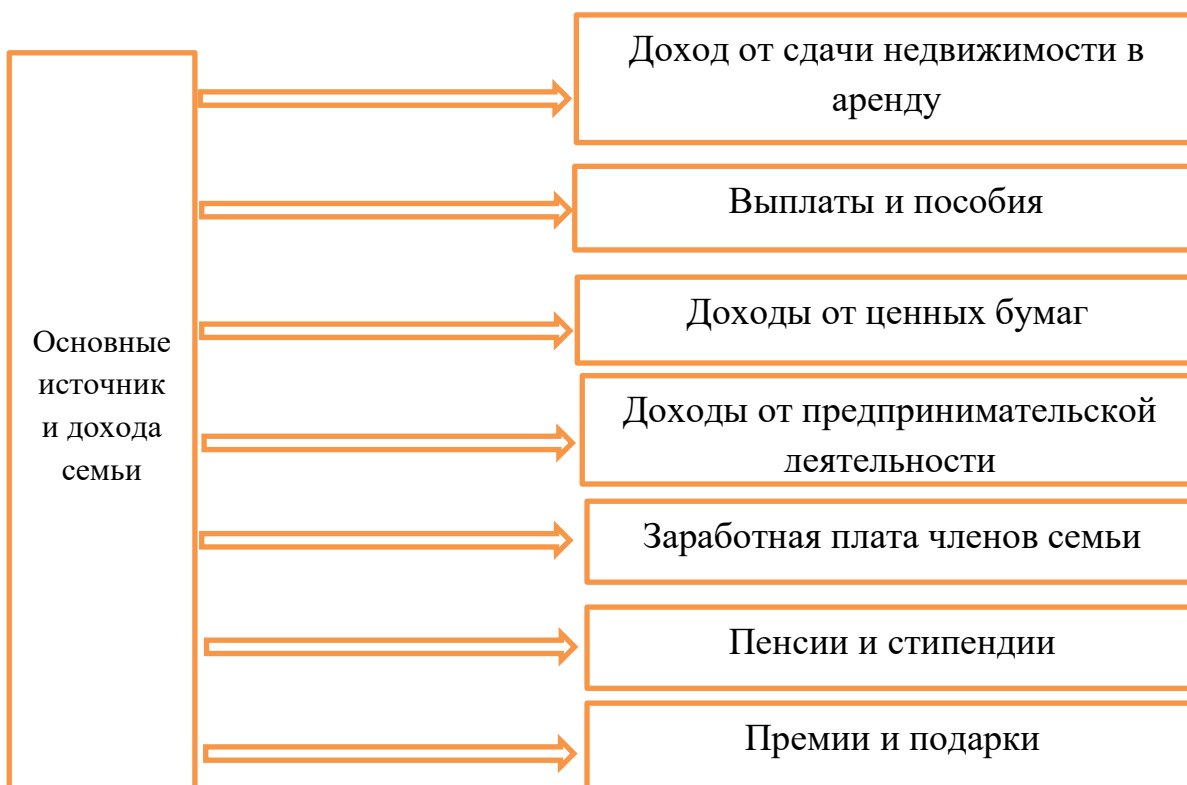 Основные
источник
и дохода
семьи
Доход от сдачи недвижимости в
аренду
Выплаты и пособия
Доходы от ценных бумаг
Доходы от предпринимательской
деятельности
Заработная плата членов семьи
Пенсии и стипендии
Премии и подарки